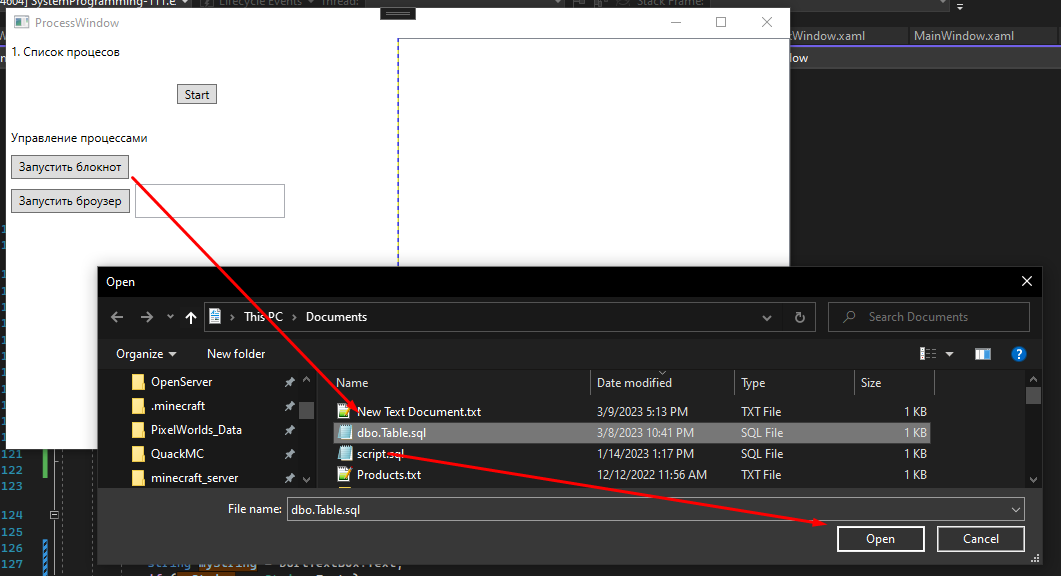 4604] SystemProgramming-111.e
Lifecycle Events
Thread:
Stack Frame:
ProcessWindow
tWindow.xaml
MainWindow.xaml
1. Список процесов
low
Start
Управление процессами
Запустить блокнот
Запустить броузер
Open
This PC
Documents
Search Documents
Organize
New folder
?
OpenServer
.minecraft
PixelWorlds_Data
QuackMC
minecraft_server
Name Date modified Type Size
New Text Document.txt 3/9/2023 5:13 PM TXT File 1 KB
dbo.Table.sql 3/8/2023 10:41 PM SQL File 1 KB
script.sql 1/14/2023 1:17 PM SQL File 1 KB
Products.txt 12/12/2022 11:56 AM TXT File 1 KB
File name: dbo.Table.sql
Open
Cancel
121
122
123
124
125
126
127
string myString =